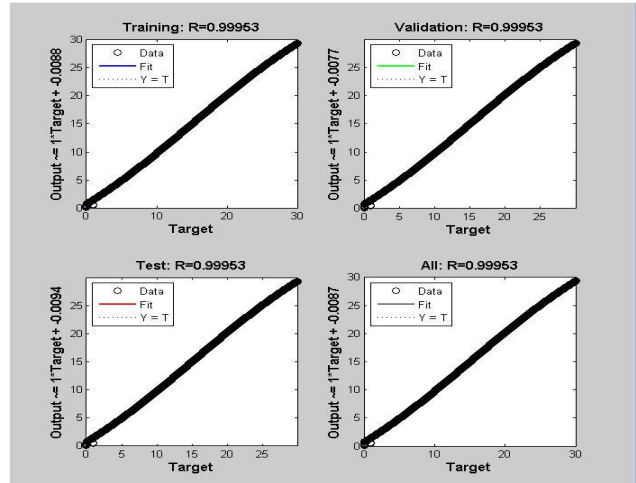 Training: R=0.99953
Output ~= 1*Target + -0.0088
30
25
20
15
10
5
0
Data
Fit
Y = T
0
10
20
30
Target
Validation: R=0.99953
Output ~= 1*Target + -0.0077
30
25
20
15
10
5
0
Data
Fit
Y = T
0
5
10
15
20
25
Target
Test: R=0.99953
Output ~= 1*Target + -0.0094
25
20
15
10
5
0
Data
Fit
Y = T
0
5
10
15
20
25
Target
All: R=0.99953
Output ~= 1*Target + -0.0087
30
25
20
15
10
5
0
Data
Fit
Y = T
0
10
20
30
Target